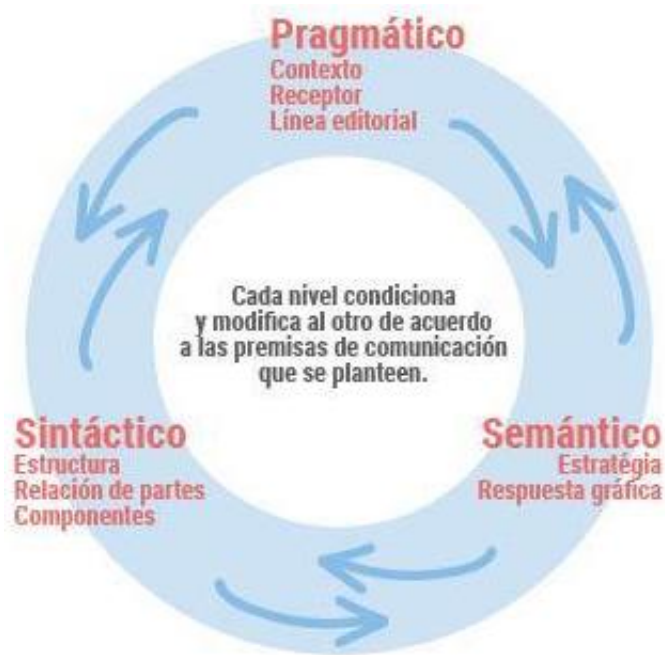 Pragmático
Contexto
Receptor
Línea editorial
Cada nivel condiciona
y modifica al otro de acuerdo
a las premisas de comunicación
que se planteen.
Sintáctico
Estructura
Relación de partes
Componentes
Semántico
Estratégia
Respuesta gráfica